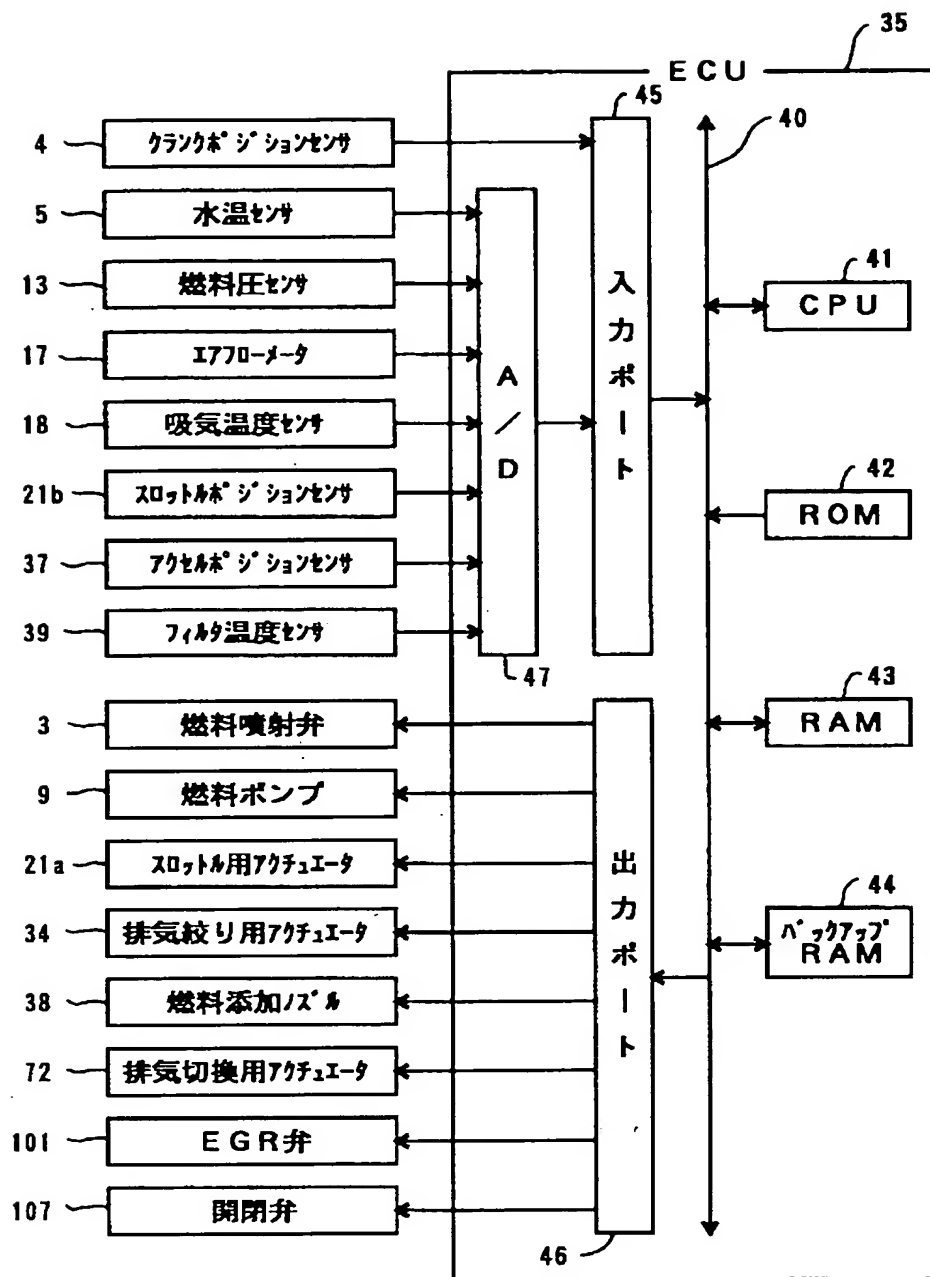 35
ECU
45
40
4 クランクポジションセンサ
5 水温センサ
13 燃料圧センサ
17 エアフローメータ
18 吸気温度センサ
21b スロットルポジションセンサ
37 アクセルポジションセンサ
39 フィルタ温度センサ
A/D
47
入力ポート
41
CPU
42
ROM
43
RAM
44
バックアップ
RAM
3 燃料噴射弁
9 燃料ポンプ
21a スロットル用アクチュエータ
34 排気絞り用アクチュエータ
38 燃料添加ノズル
72 排気切換用アクチュエータ
101 EGR弁
107 開閉弁
出力ポート
46